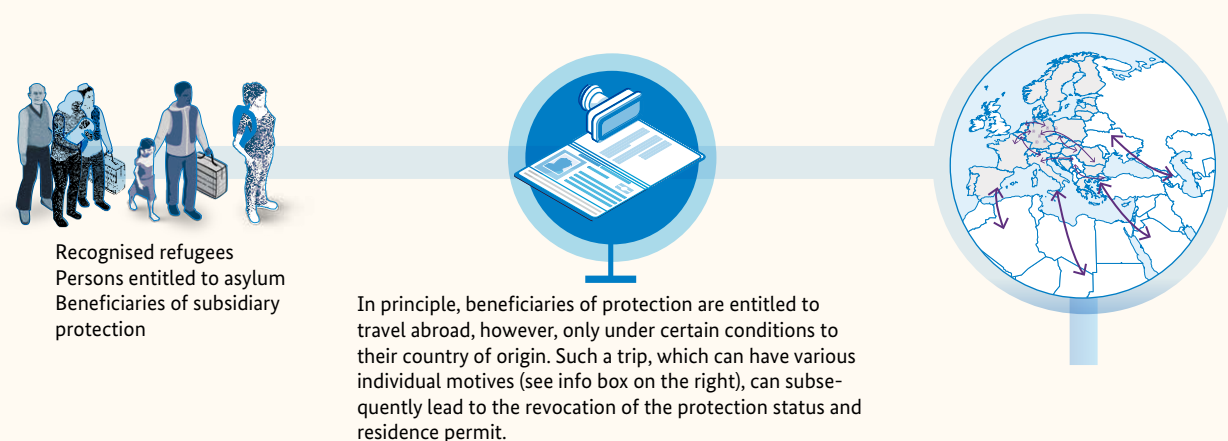 Recognised refugees
Persons entitled to asylum
Beneficiaries of subsidiary
protection
In principle, beneficiaries of protection are entitled to
travel abroad, however, only under certain conditions to
their country of origin. Such a trip, which can have various
individual motives (see info box on the right), can subse-
quently lead to the revocation of the protection status and
residence permit.